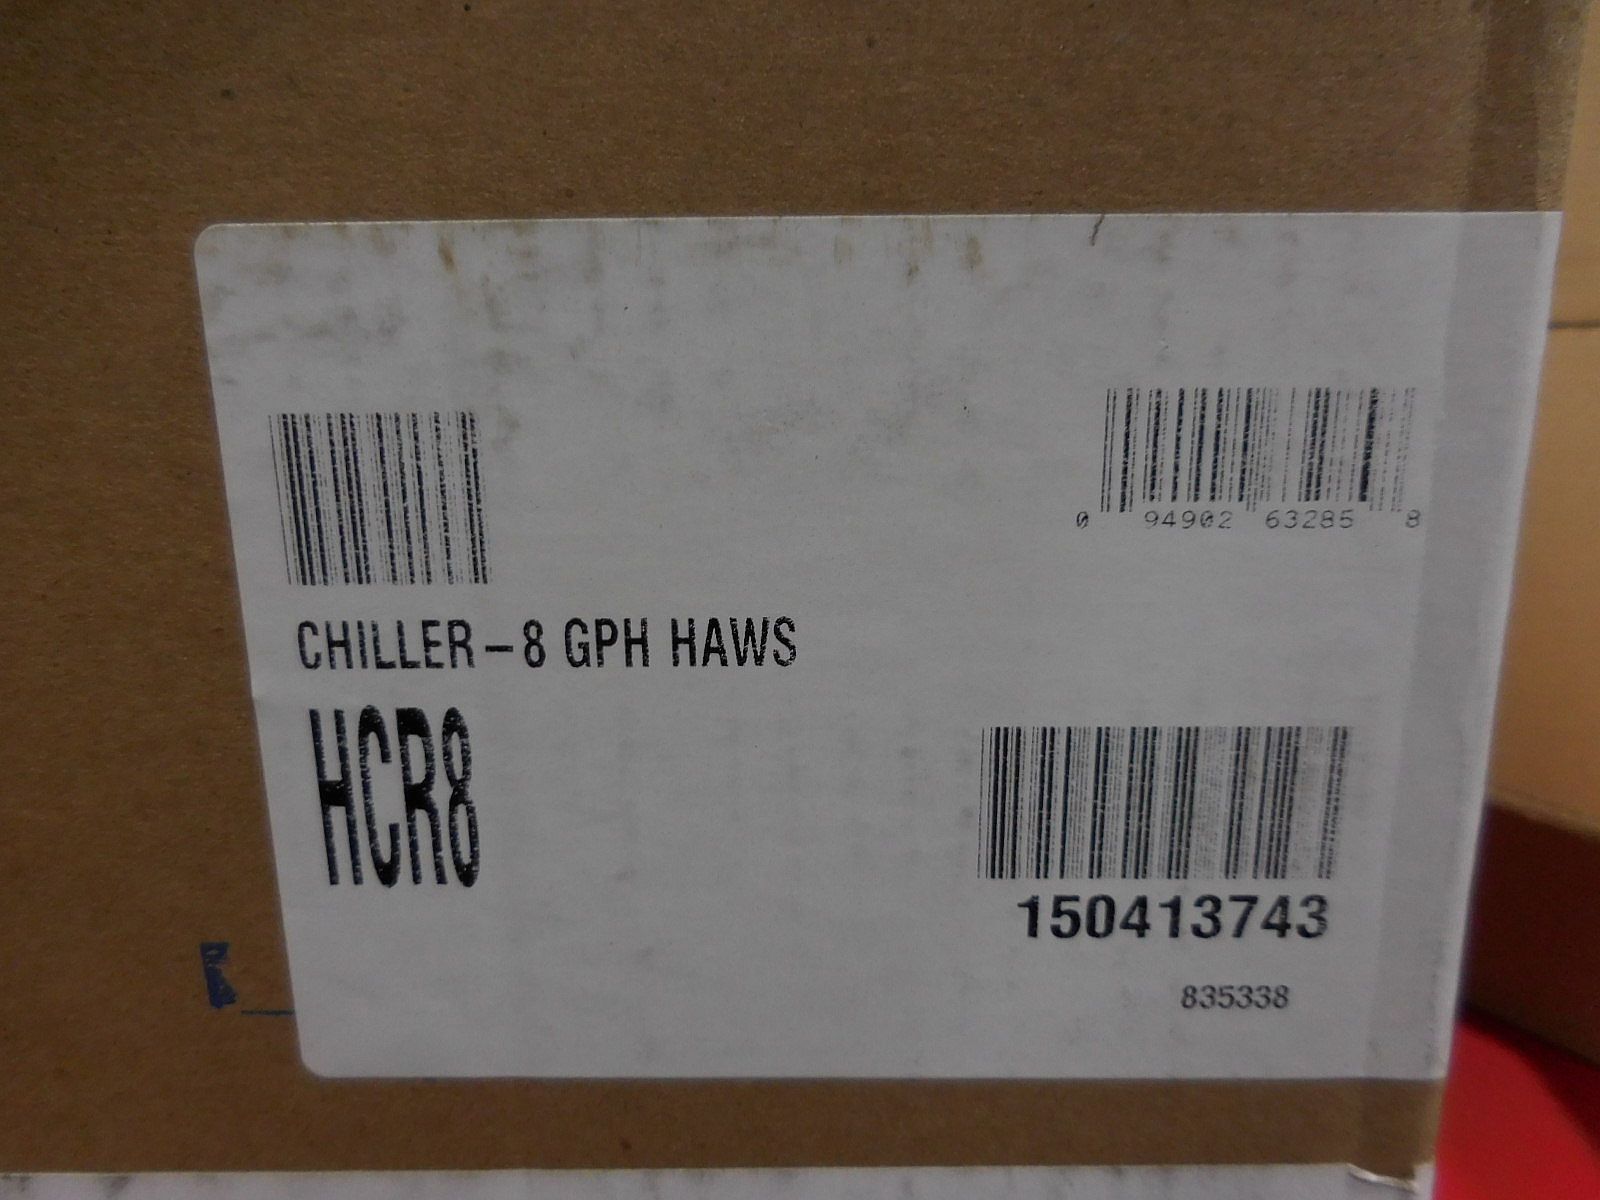 0 94902 63285 8
CHILLER-8 GPH HAWS
HCR8
150413743
835338